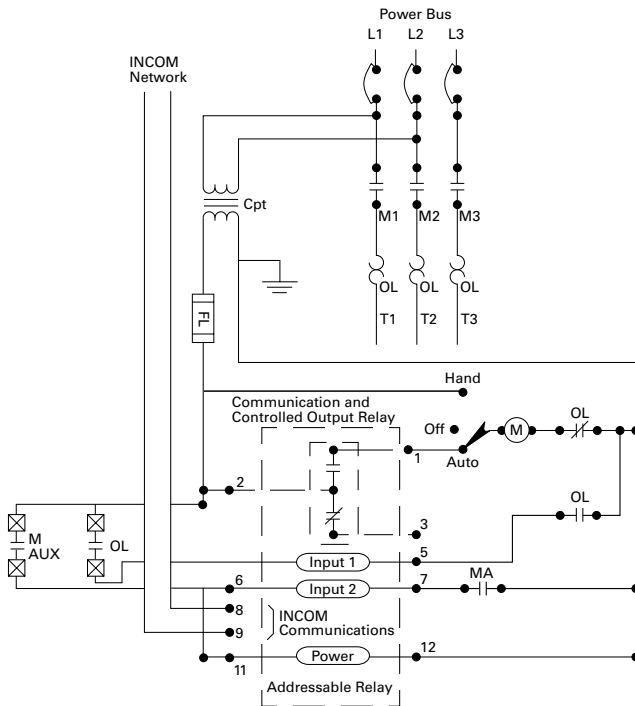 Power Bus
L1 L2 L3
INCOM
Network
Cpt
M1 M2 M3
OL OL OL
FL
T1 T2 T3
Hand
Communication and
Controlled Output Relay
Off
OL
M
1
Auto
2
OL
3
M
AUX
OL
5
Input 1
6
Input 2
7
MA
8
INCOM
Communications
9
12
Power
11
Addressable Relay